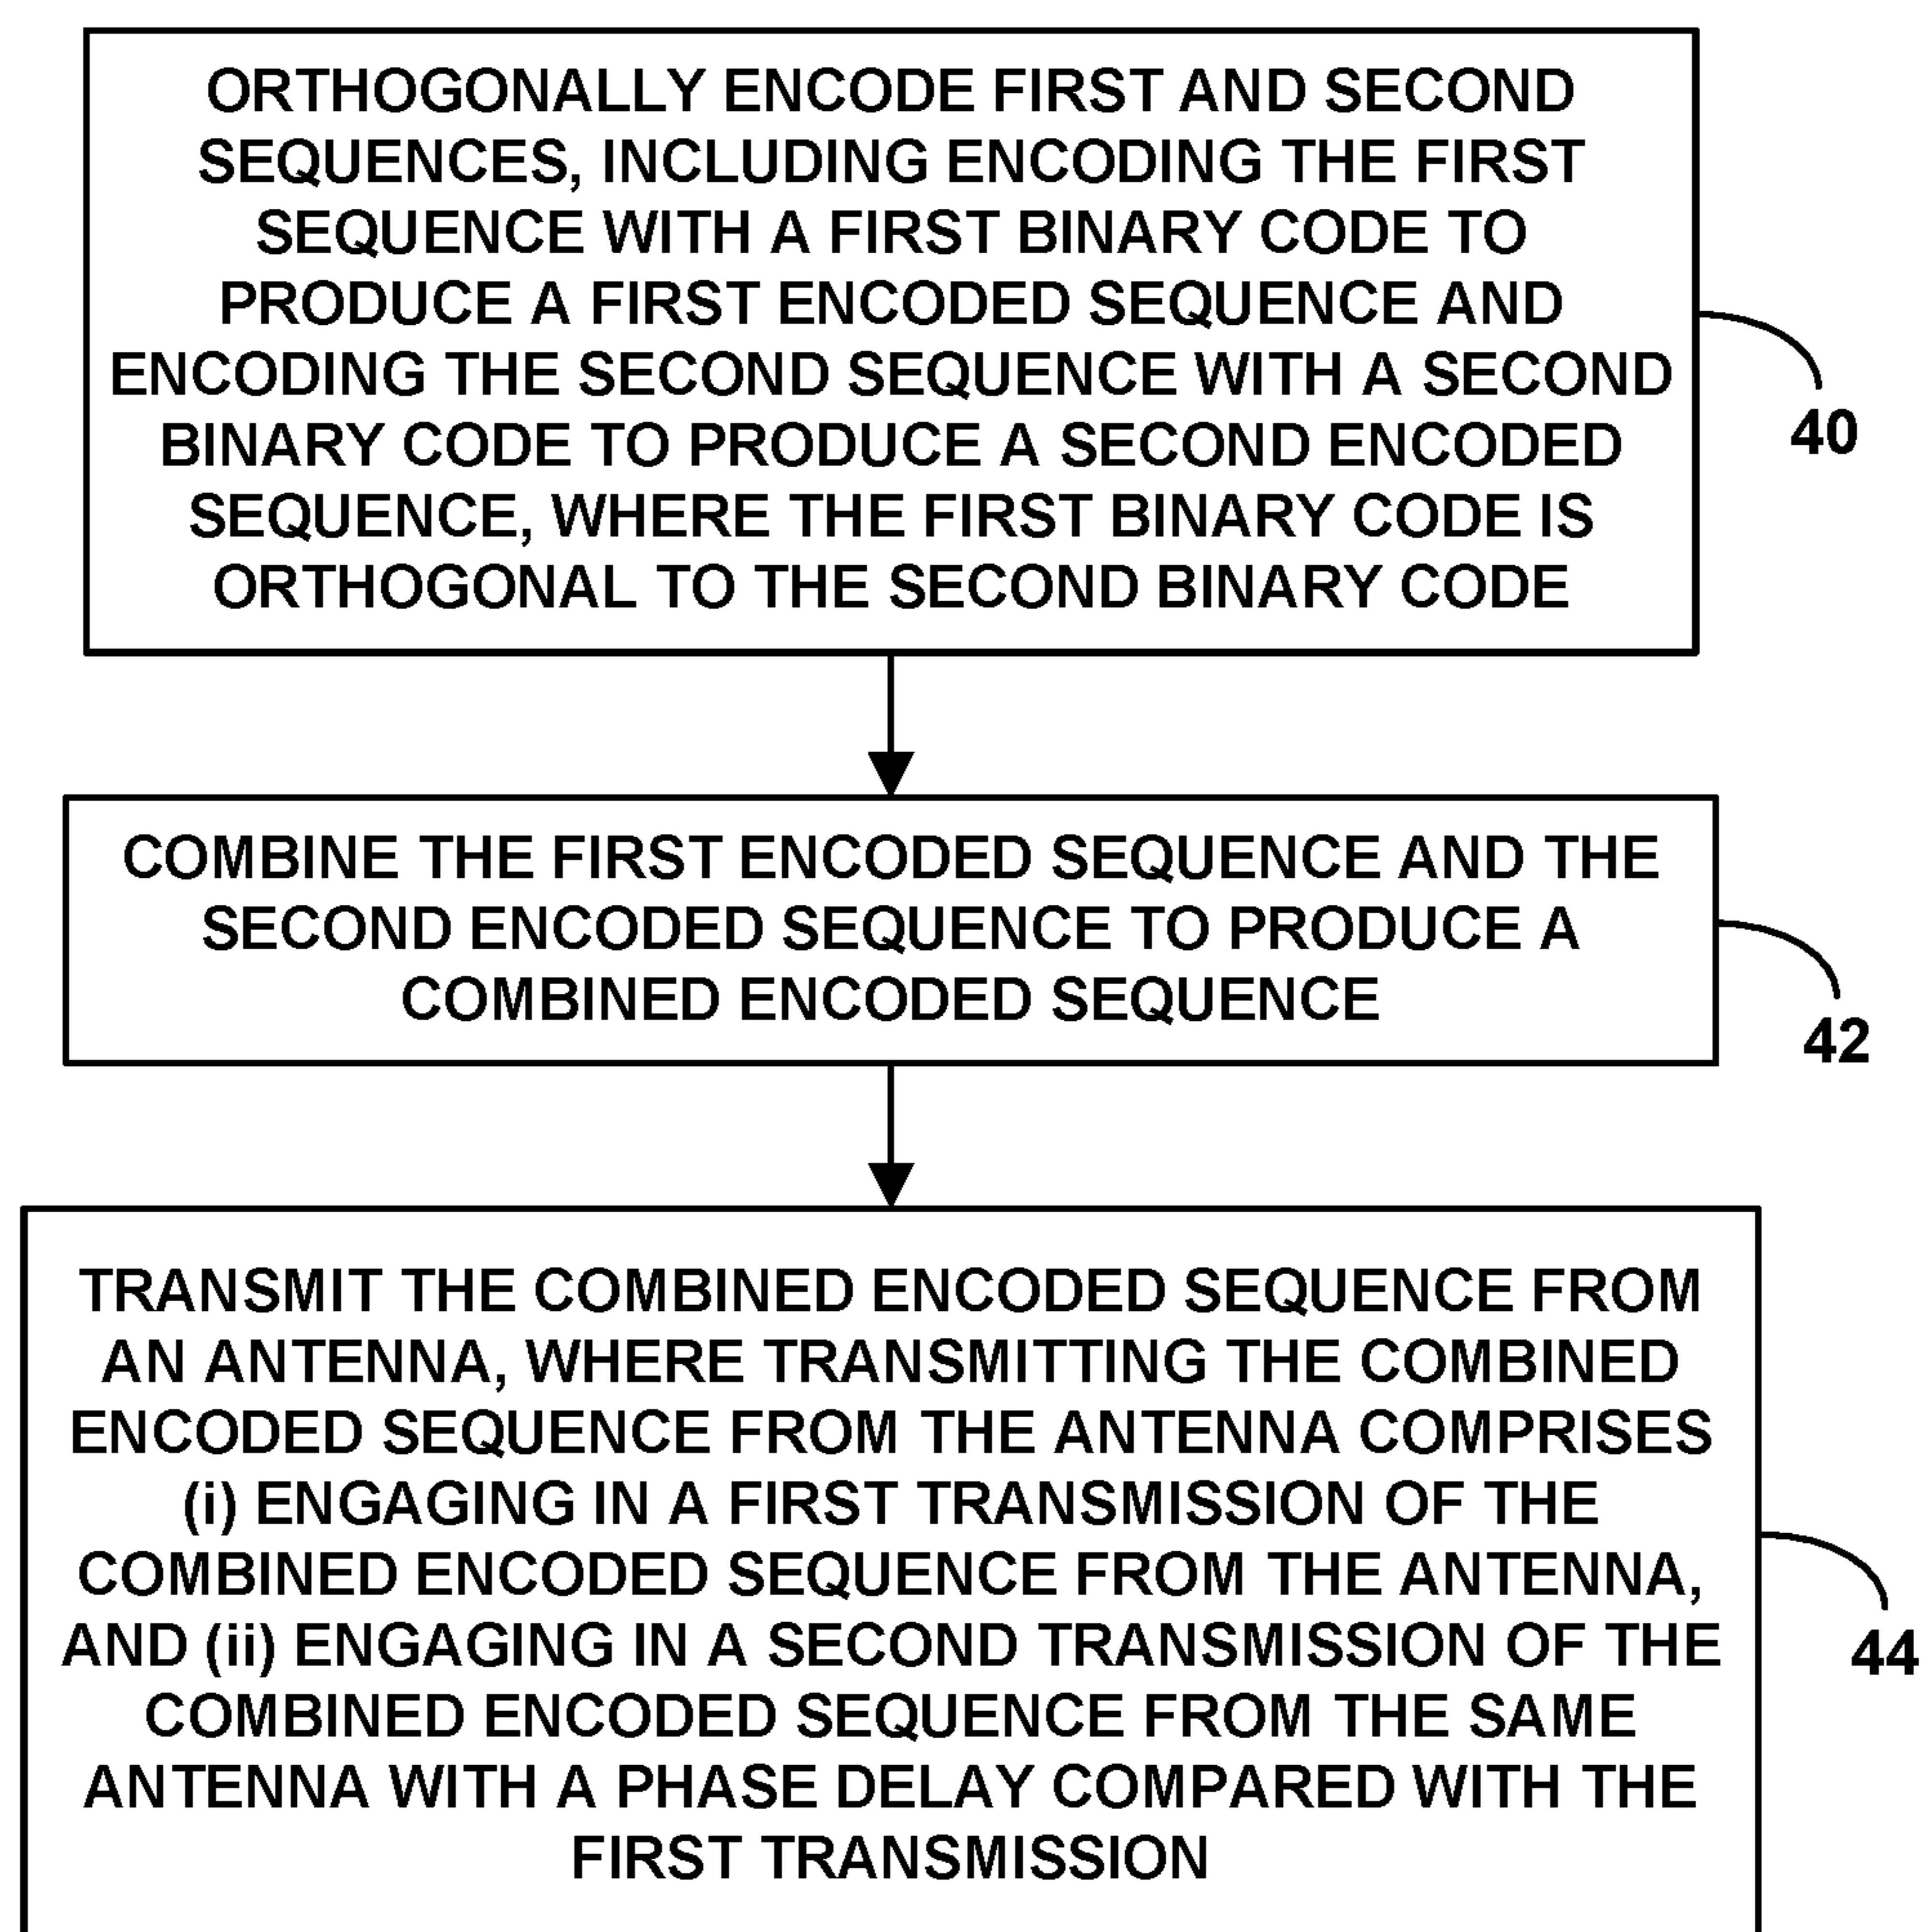 ORTHOGONALLY ENCODE FIRST AND SECOND
SEQUENCES, INCLUDING ENCODING THE FIRST
SEQUENCE WITH A FIRST BINARY CODE TO
PRODUCE A FIRST ENCODED SEQUENCE AND
ENCODING THE SECOND SEQUENCE WITH A SECOND
BINARY CODE TO PRODUCE A SECOND ENCODED
SEQUENCE, WHERE THE FIRST BINARY CODE IS
ORTHOGONAL TO THE SECOND BINARY CODE
40
COMBINE THE FIRST ENCODED SEQUENCE AND THE
SECOND ENCODED SEQUENCE TO PRODUCE A
COMBINED ENCODED SEQUENCE
42
TRANSMIT THE COMBINED ENCODED SEQUENCE FROM
AN ANTENNA, WHERE TRANSMITTING THE COMBINED
ENCODED SEQUENCE FROM THE ANTENNA COMPRISES
(i) ENGAGING IN A FIRST TRANSMISSION OF THE
COMBINED ENCODED SEQUENCE FROM THE ANTENNA,
AND (ii) ENGAGING IN A SECOND TRANSMISSION OF THE
COMBINED ENCODED SEQUENCE FROM THE SAME
ANTENNA WITH A PHASE DELAY COMPARED WITH THE
FIRST TRANSMISSION
44